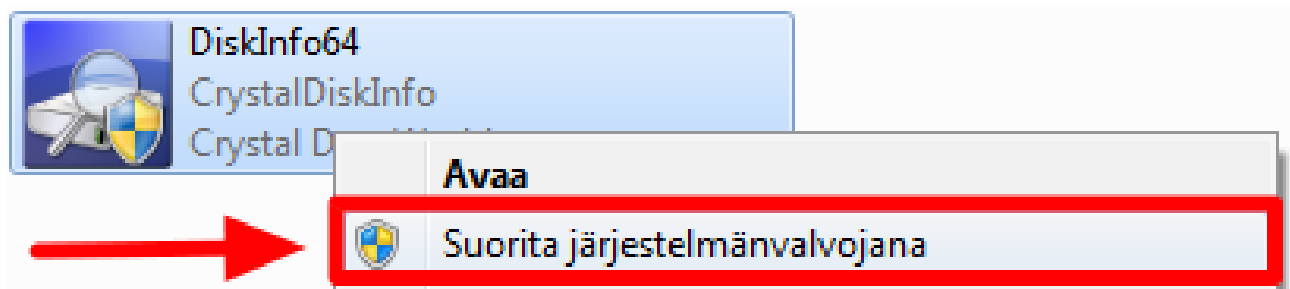 DiskInfo64
CrystalDiskInfo
Crystal D
Avaa
Suorita järjestelmänvalvojana